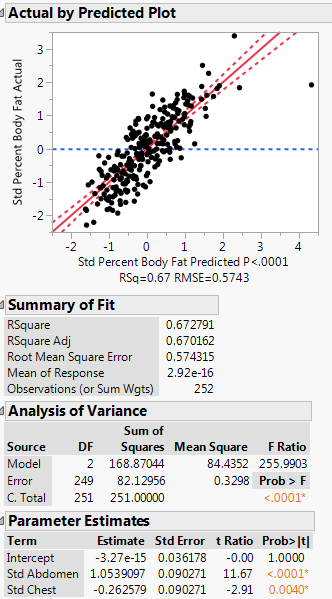 Actual by Predicted Plot
3
2
1
0
-1
-2
Std Percent Body Fat Actual
-2 -1 0 1 2 3 4
Std Percent Body Fat Predicted P<.0001
RSq=0.67 RMSE=0.5743
Summary of Fit
RSquare 0.672791
RSquare Adj 0.670162
Root Mean Square Error 0.574315
Mean of Response 2.92e-16
Observations (or Sum Wgts) 252
Analysis of Variance
Sum of
Source DF Squares Mean Square F Ratio
Model 2 168.87044 84.4352 255.9903
Error 249 82.12956 0.3298 Prob > F
C. Total 251 251.00000 <.0001*
Parameter Estimates
Term Estimate Std Error t Ratio Prob>|t|
Intercept -3.27e-15 0.036178 -0.00 1.0000
Std Abdomen 1.0539097 0.090271 11.67 <.0001*
Std Chest -0.262579 0.090271 -2.91 0.0040*